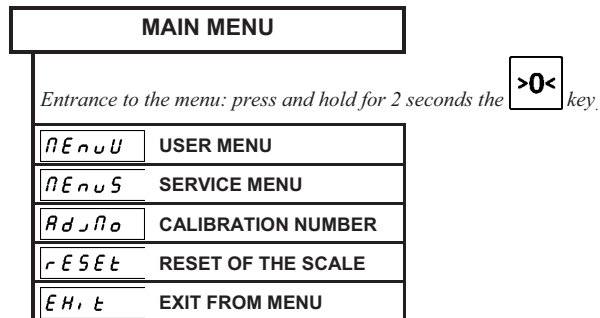 MAIN MENU
Entrance to the menu: press and hold for 2 seconds the >0< key
MEnuU USER MENU
MEnuS SERVICE MENU
AdjNo CALIBRATION NUMBER
rESEt RESET OF THE SCALE
EHit EXIT FROM MENU